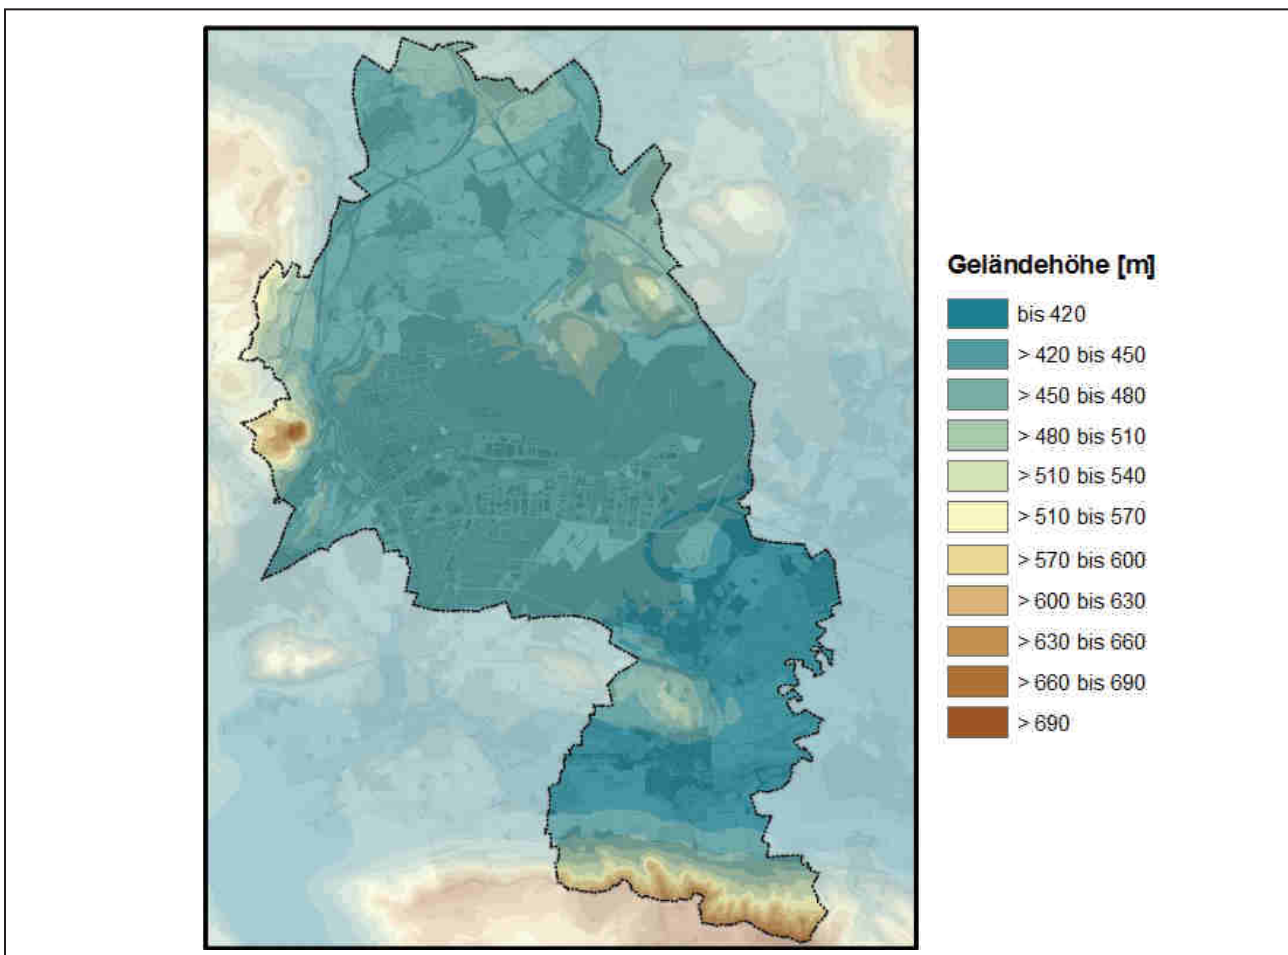 Geländehöhe [m]
bis 420
> 420 bis 450
> 450 bis 480
> 480 bis 510
> 510 bis 540
> 510 bis 570
> 570 bis 600
> 600 bis 630
> 630 bis 660
> 660 bis 690
> 690